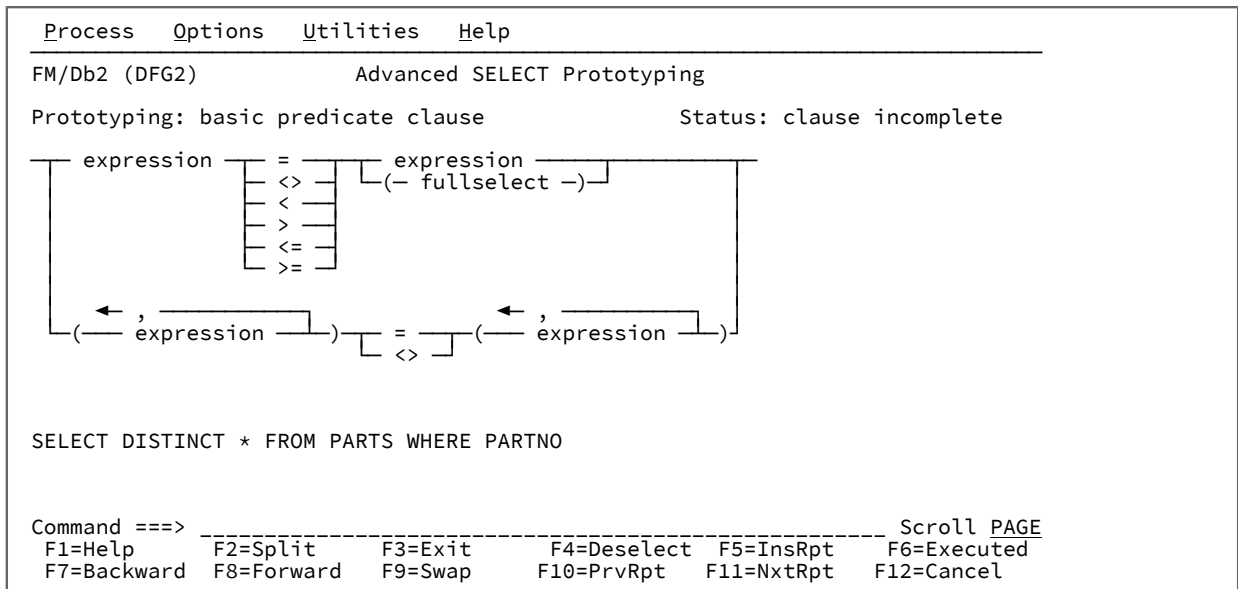 Process Options Utilities Help
FM/Db2 (DFG2) Advanced SELECT Prototyping
Prototyping: basic predicate clause Status: clause incomplete
expression = expression
<> (- fullselect -)
<
>
<=
>=
, ,
( expression ) = ( expression )
<>
SELECT DISTINCT * FROM PARTS WHERE PARTNO
Command ===> ______________________________________________________ Scroll PAGE
F1=Help F2=Split F3=Exit F4=Deselect F5=InsRpt F6=Executed
F7=Backward F8=Forward F9=Swap F10=PrvRpt F11=NxtRpt F12=Cancel